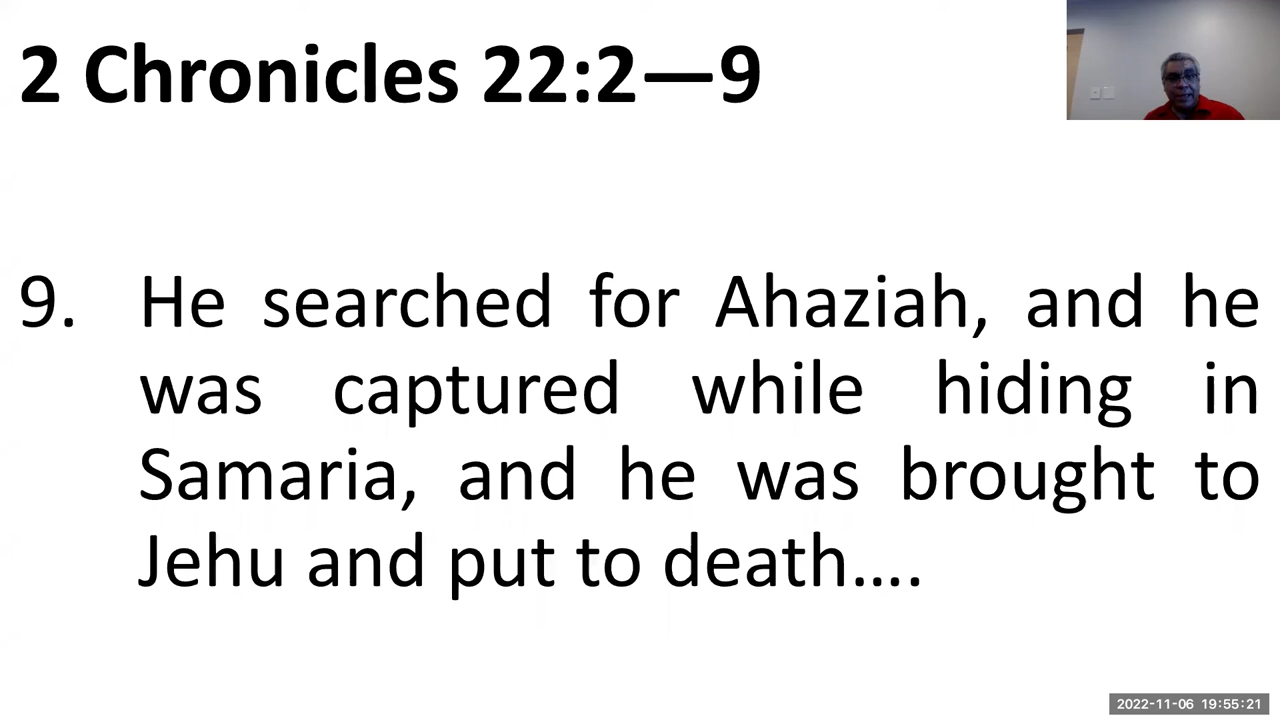 2 Chronicles 22:2—9
9. He searched for Ahaziah, and he
was captured while hiding in
Samaria, and he was brought to
Jehu and put to death….
2022-11-06 19:55:21